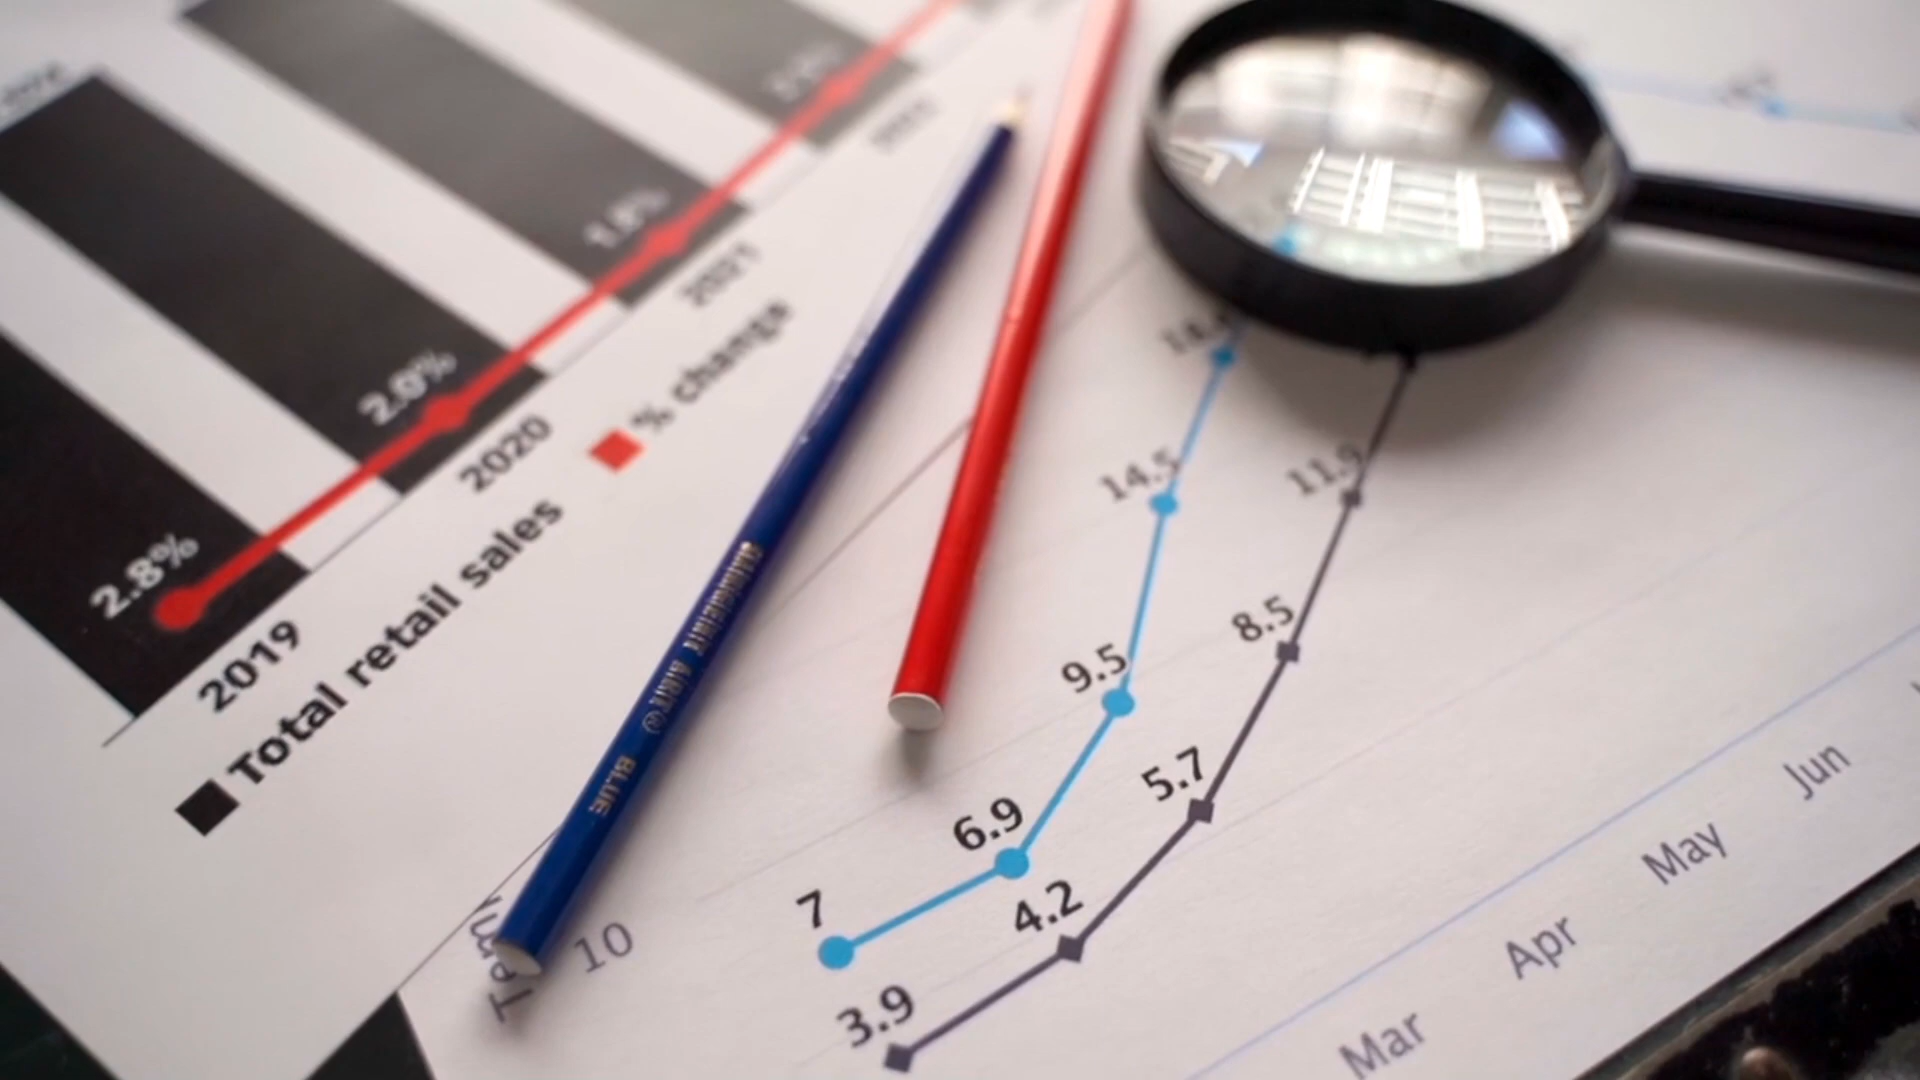 2.8%
2.0%
1.8%
2019
2020
2021
Total retail sales
% change
BLUE
10
7
6.9
9.5
14.5
3.9
4.2
5.7
8.5
11.9
Mar
Apr
May
Jun